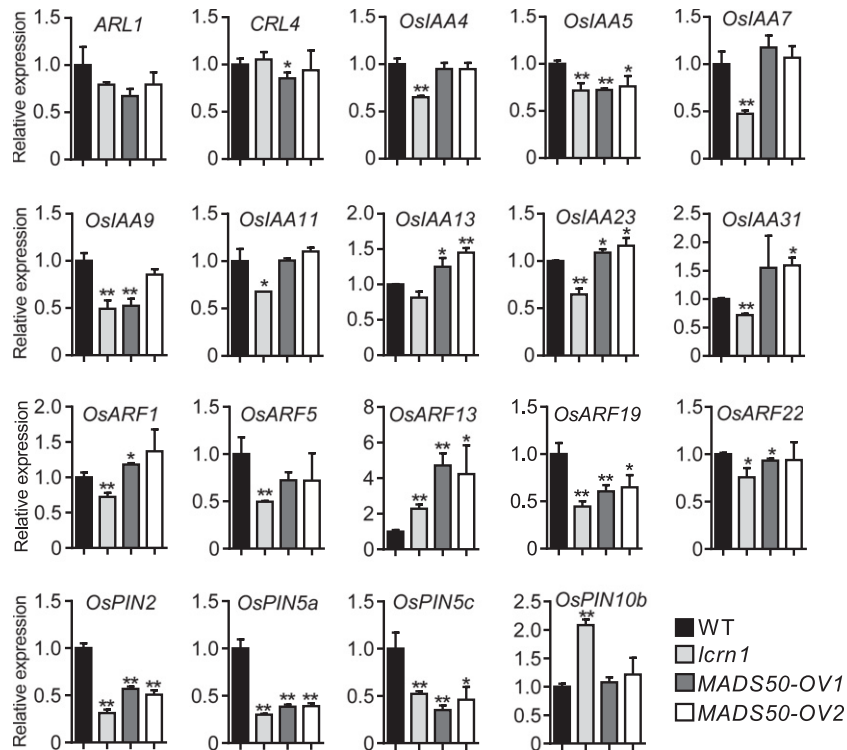 ARL1
CRL4
OsIAA4
OsIAA5
OsIAA7
Relative expression
1.5
1.0
0.5
0
1.5
1.0
0.5
0
*
1.5
1.0
0.5
0
**
1.5
1.0
0.5
0
** ** *
1.5
1.0
0.5
0
**
OsIAA9
OsIAA11
OsIAA13
OsIAA23
OsIAA31
Relative expression
1.5
1.0
0.5
0
** **
1.5
1.0
0.5
0
*
2.0
1.5
1.0
0.5
0
* **
1.5
1.0
0.5
0
** * *
2.5
2.0
1.5
1.0
0.5
0
** *
OsARF1
OsARF5
OsARF13
OsARF19
OsARF22
Relative expression
2.0
1.5
1.0
0.5
0
** *
1.5
1.0
0.5
0
**
8
6
4
2
0
** ** *
1.5
1.0
0.5
0
** ** *
1.5
1.0
0.5
0
* *
OsPIN2
OsPIN5a
OsPIN5c
OsPIN10b
Relative expression
1.5
1.0
0.5
0
** ** **
1.5
1.0
0.5
0
** ** **
1.5
1.0
0.5
0
** ** *
2.5
2.0
1.5
1.0
0.5
0
**
WT
lcrn1
MADS50-OV1
MADS50-OV2